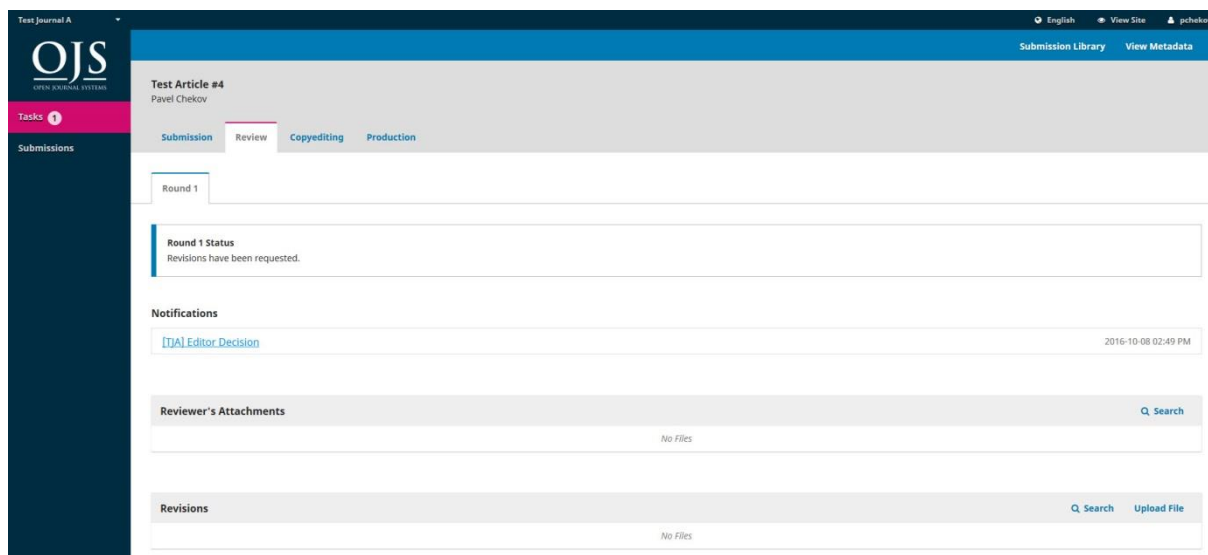 Test Journal A
English View Site pcheko
OJS
OPEN JOURNAL SYSTEMS
Submission Library View Metadata
Test Article #4
Pavel Chekov
Tasks 1
Submissions
Submission Review Copyediting Production
Round 1
Round 1 Status
Revisions have been requested.
Notifications
[TJA] Editor Decision 2016-10-08 02:49 PM
Reviewer's Attachments Search
No Files
Revisions Search Upload File
No Files